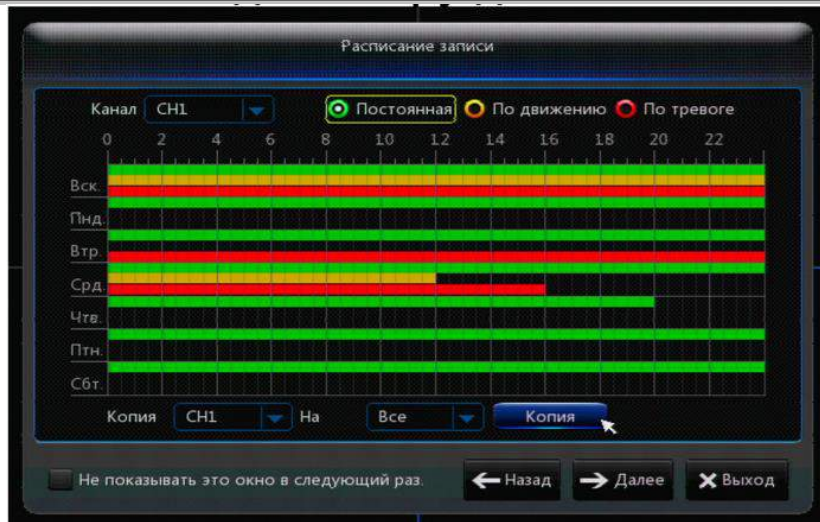 Расписание записи
Канал CH1 Постоянная По движению По тревоге
0 2 4 6 8 10 12 14 16 18 20 22
Вск.
Пнд.
Втр.
Срд.
Чтв.
Птн.
Сбт.
Копия CH1 На Все Копия
Не показывать это окно в следующий раз. Назад Далее Выход